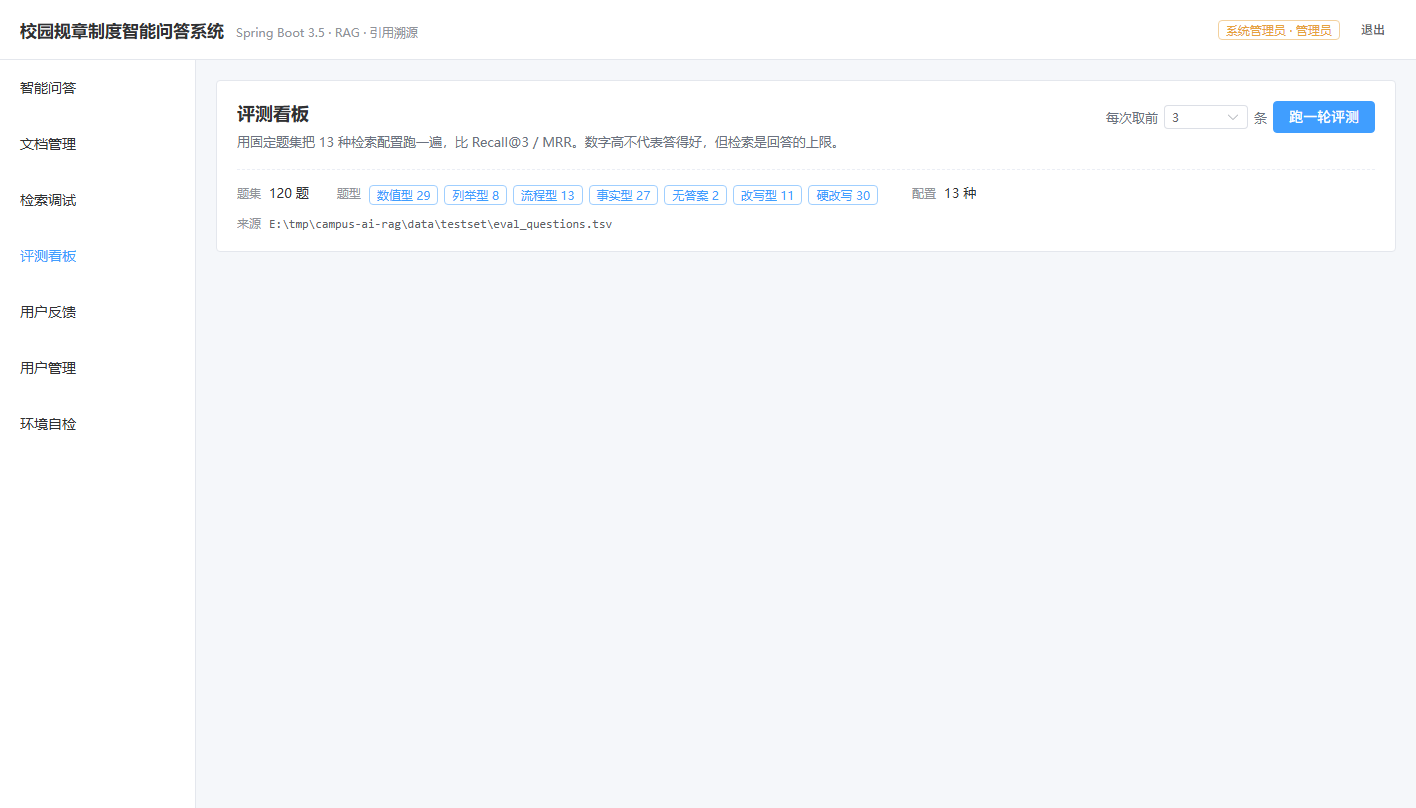 校园规章制度智能问答系统 Spring Boot 3.5 · RAG · 引用溯源
系统管理员 · 管理员 退出
智能问答
文档管理
检索调试
评测看板
用户反馈
用户管理
环境自检
评测看板
用固定题集把 13 种检索配置跑一遍，比 Recall@3 / MRR。数字高不代表答得好，但检索是回答的上限。
每次取前 3 条 跑一轮评测
题集 120 题 题型 数值型 29 列举型 8 流程型 13 事实型 27 无答案 2 改写型 11 硬改写 30 配置 13 种
来源 E:\tmp\campus-ai-rag\data\testset\eval_questions.tsv